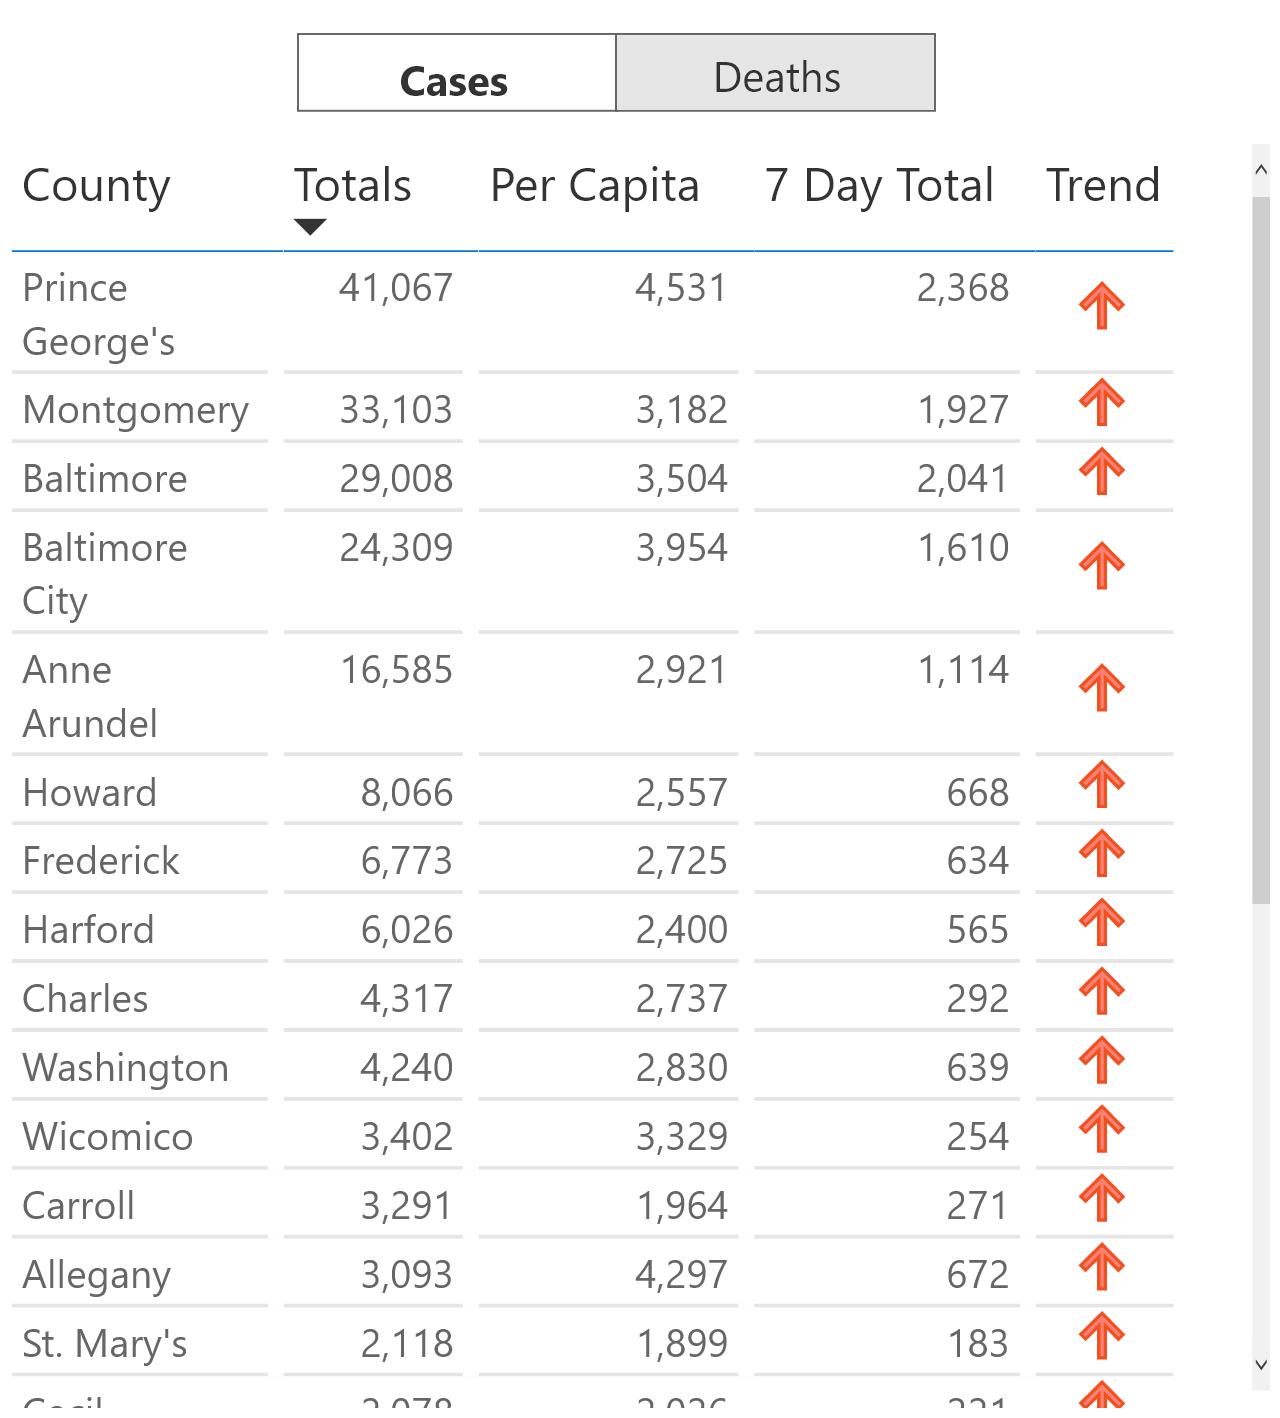 Cases Deaths
County Totals Per Capita 7 Day Total Trend
Prince 41,067 4,531 2,368
George's
Montgomery 33,103 3,182 1,927
Baltimore 29,008 3,504 2,041
Baltimore 24,309 3,954 1,610
City
Anne 16,585 2,921 1,114
Arundel
Howard 8,066 2,557 668
Frederick 6,773 2,725 634
Harford 6,026 2,400 565
Charles 4,317 2,737 292
Washington 4,240 2,830 639
Wicomico 3,402 3,329 254
Carroll 3,291 1,964 271
Allegany 3,093 4,297 672
St. Mary's 2,118 1,899 183
Cecil